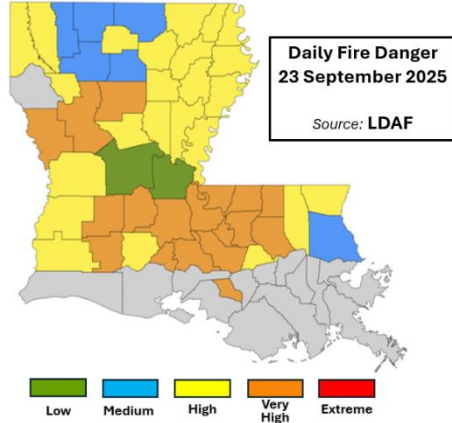 Daily Fire Danger
23 September 2025
Source: LDAF
Low
Medium
High
Very
High
Extreme